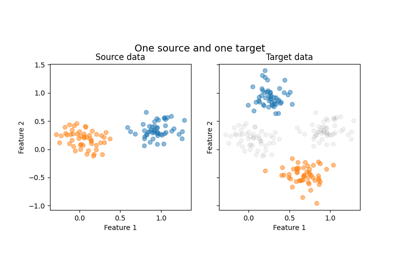 One source and one target
Source data
Target data
1.5
1.0
0.5
0.0
−0.5
−1.0
Feature 2
Feature 2
0.0 0.5 1.0
0.0 0.5 1.0
Feature 1
Feature 1